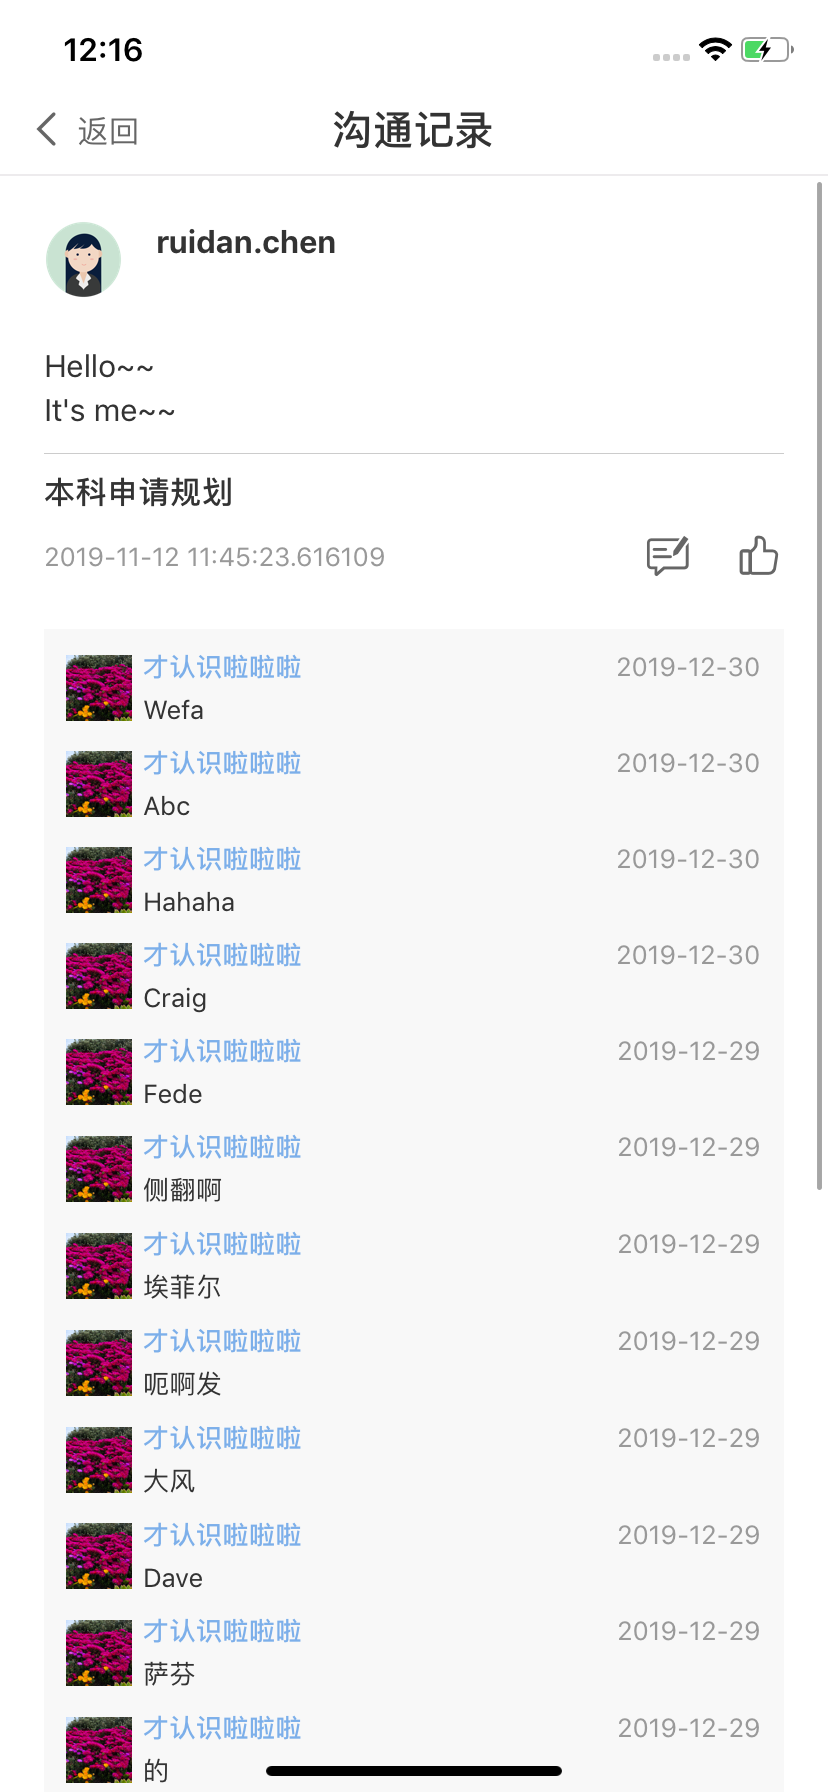 12:16
返回
沟通记录
ruidan.chen
Hello~~
It's me~~
本科申请规划
2019-11-12 11:45:23.616109
才认识啦啦啦 2019-12-30
Wefa
才认识啦啦啦 2019-12-30
Abc
才认识啦啦啦 2019-12-30
Hahaha
才认识啦啦啦 2019-12-30
Craig
才认识啦啦啦 2019-12-29
Fede
才认识啦啦啦 2019-12-29
侧翻啊
才认识啦啦啦 2019-12-29
埃菲尔
才认识啦啦啦 2019-12-29
呃啊发
才认识啦啦啦 2019-12-29
大风
才认识啦啦啦 2019-12-29
Dave
才认识啦啦啦 2019-12-29
萨芬
才认识啦啦啦 2019-12-29
的